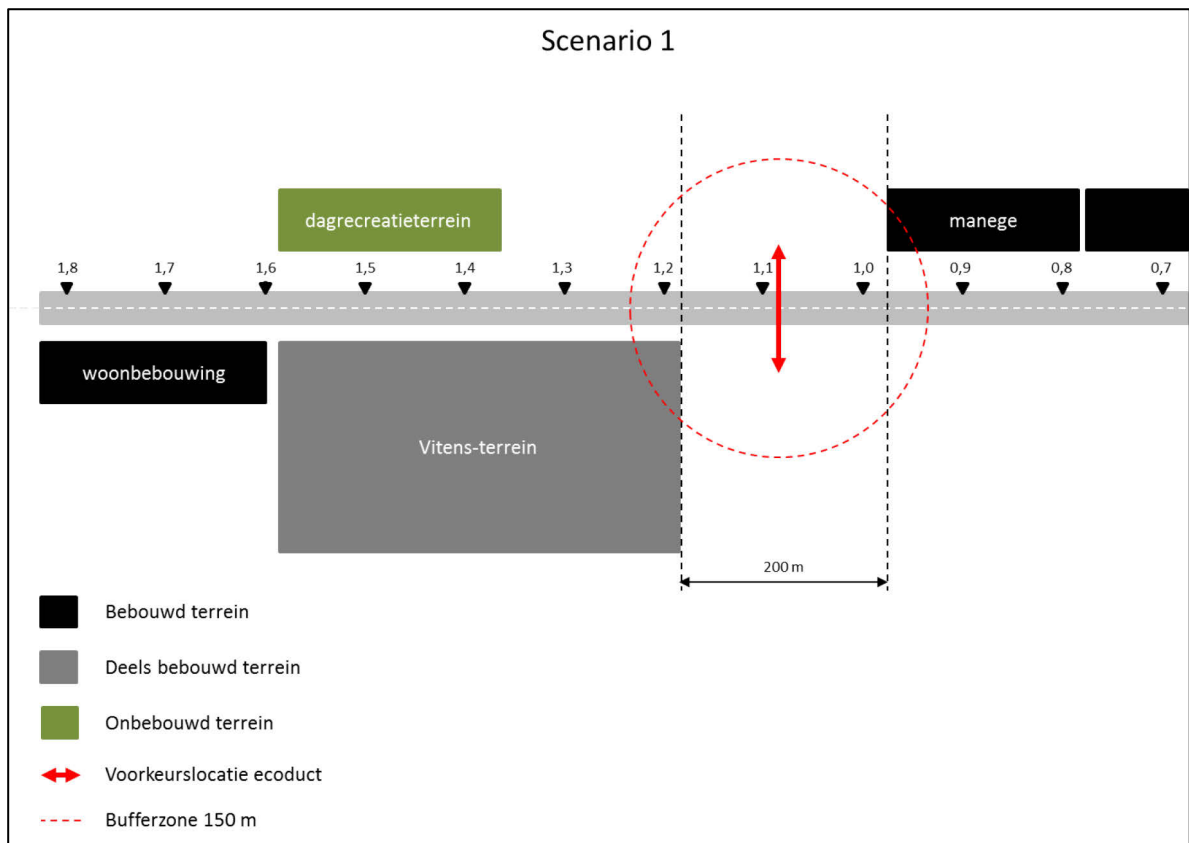 Scenario 1
dagrecreatieterrein
manege
1,8 1,7 1,6 1,5 1,4 1,3 1,2 1,1 1,0 0,9 0,8 0,7
woonbebouwing
Vitens-terrein
200 m
Bebouwd terrein
Deels bebouwd terrein
Onbebouwd terrein
Voorkeurslocatie ecoduct
Bufferzone 150 m